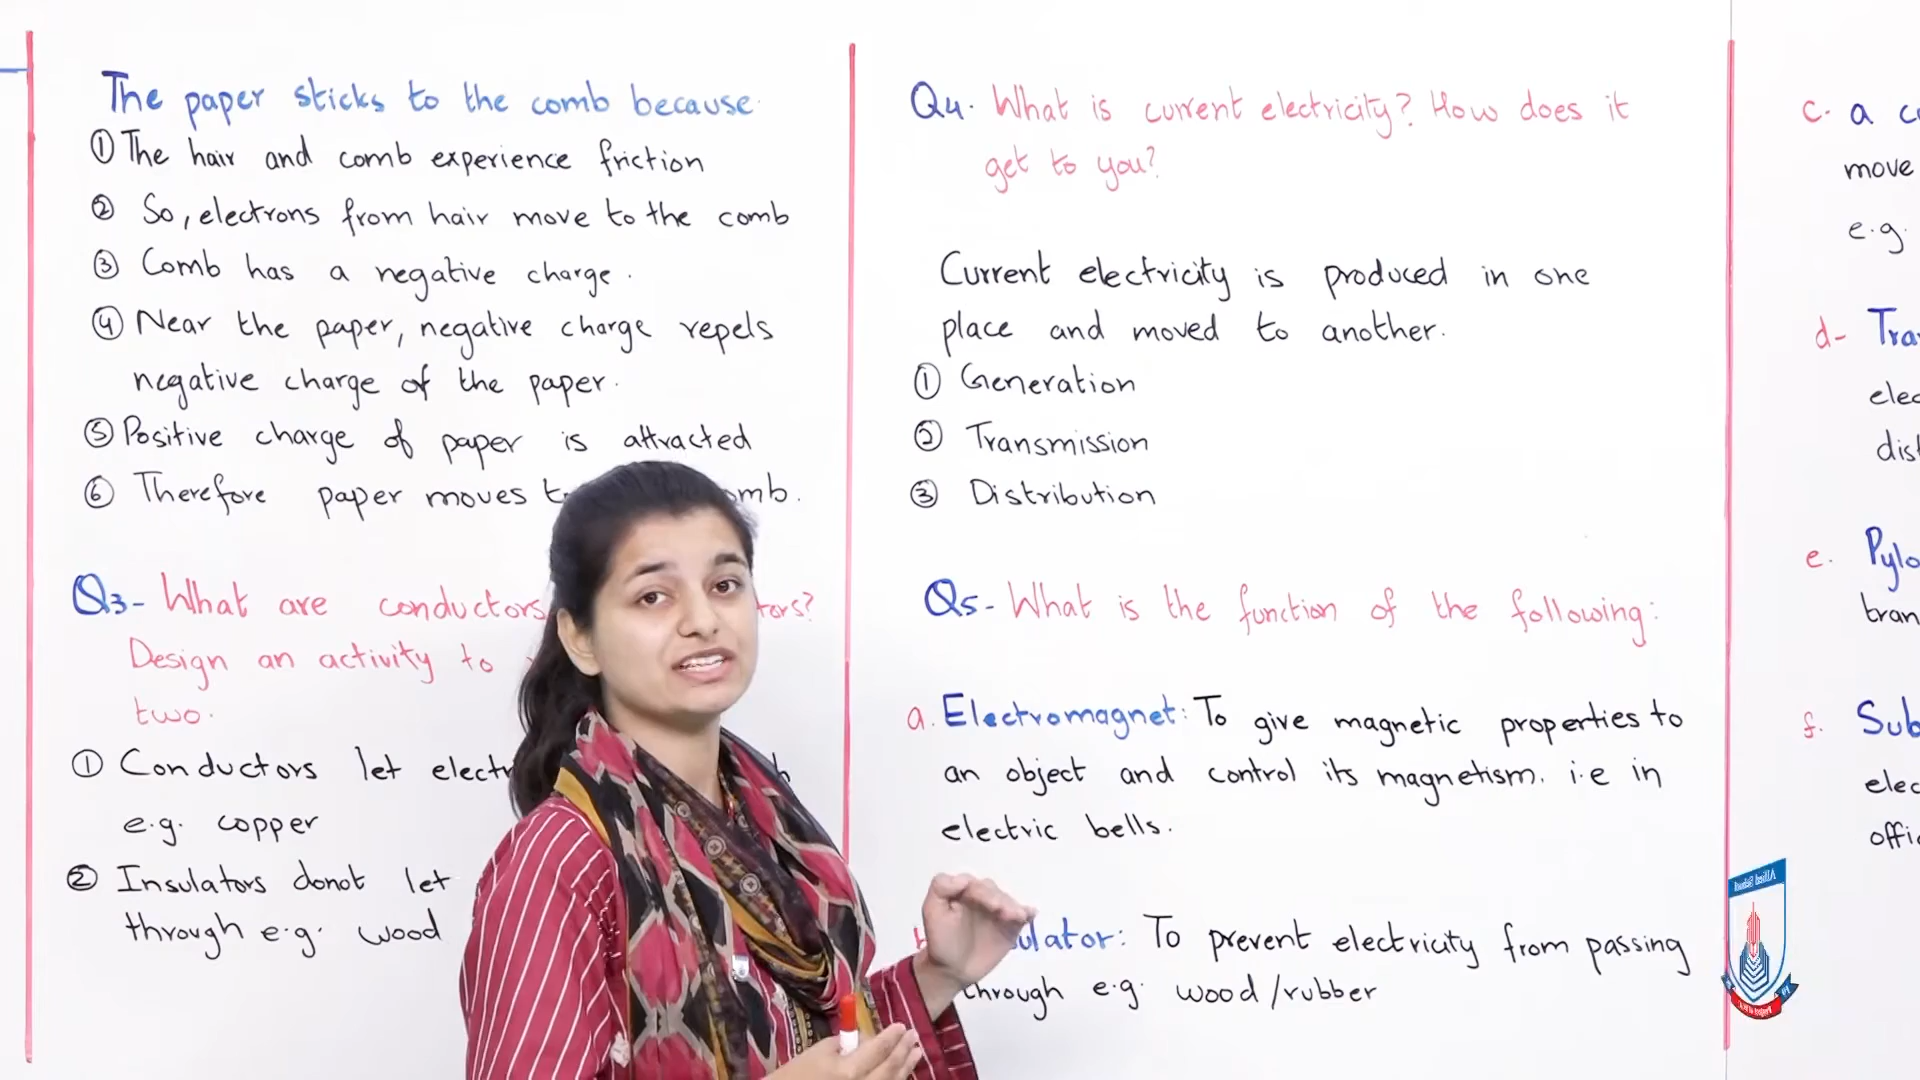 The paper sticks to the comb because
① The hair and comb experience friction
② So, electrons from hair move to the comb
③ Comb has a negative charge.
④ Near the paper, negative charge repels
negative charge of the paper.
⑤ Positive charge of paper is attracted
⑥ Therefore paper moves
Q3- What are conductors
Design an activity to
two.
① Conductors let
e.g. copper
② Insulators donot let
through e.g. wood
Q4. What is current electricity? How does it
get to you?
Current electricity is produced in one
place and moved to another.
① Generation
② Transmission
③ Distribution
Q5- What is the function of the following:
a. Electromagnet: To give magnetic properties to
an object and control its magnetism. i.e in
electric bells.
To prevent electricity from passing
through e.g. wood/rubber
c. a
move
e.g.
d-
e.
f.
Allied School